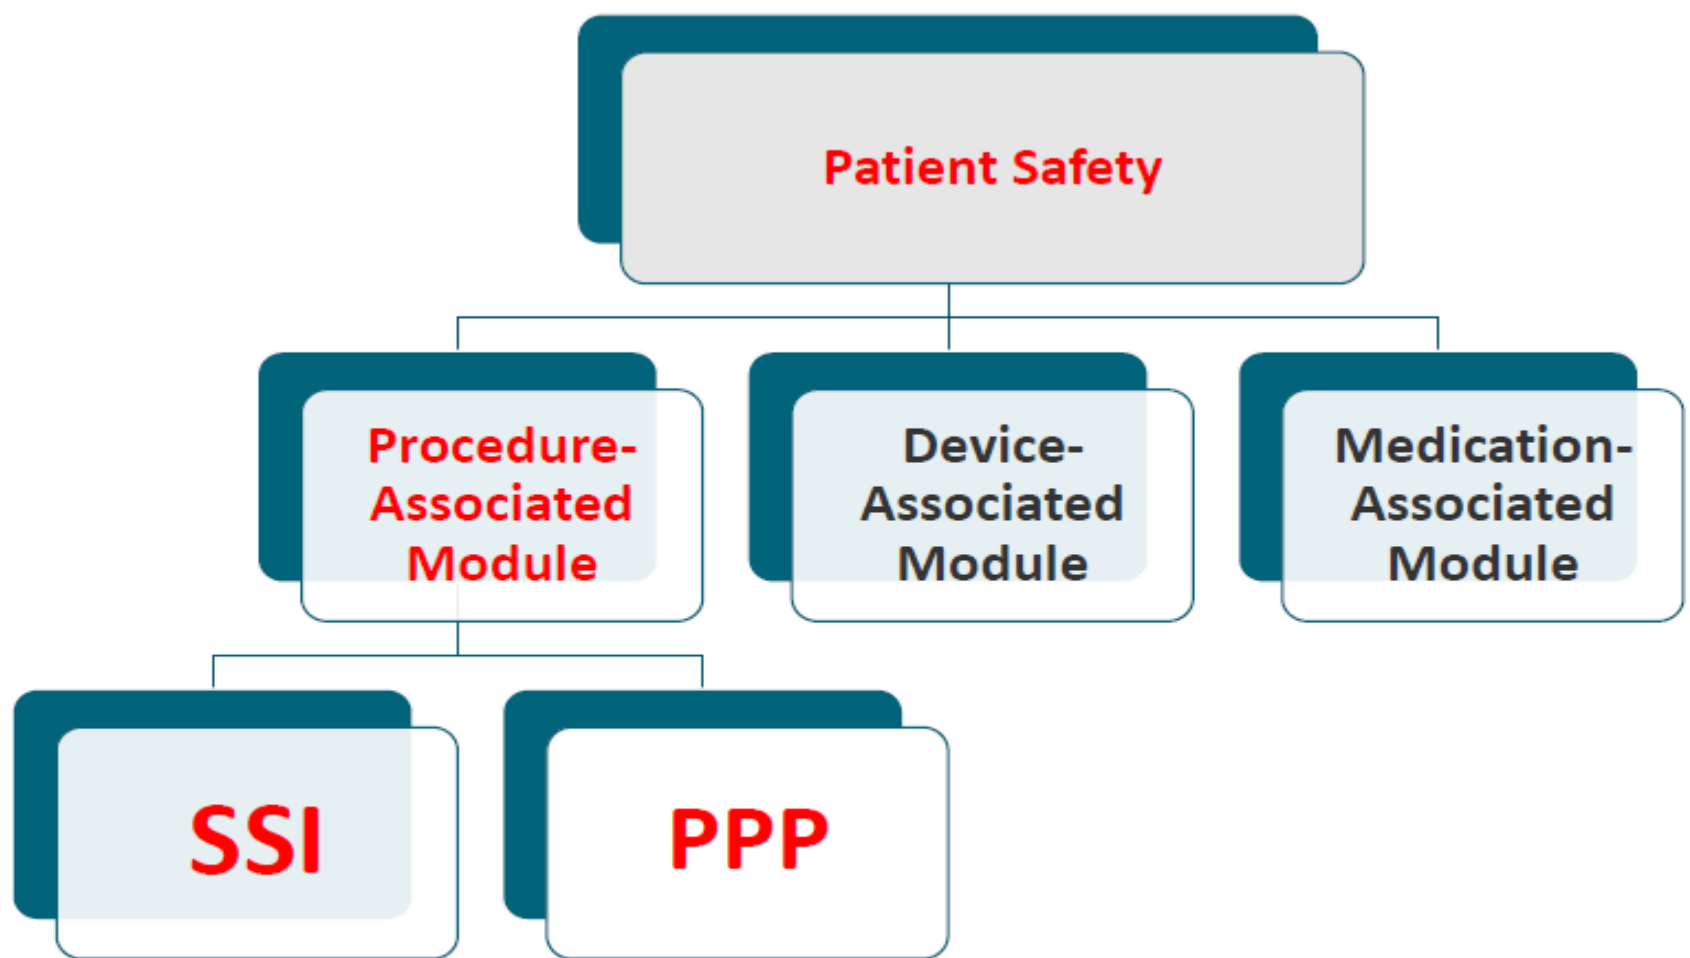 Patient Safety
Procedure-
Associated
Module
Device-
Associated
Module
Medication-
Associated
Module
SSI
PPP